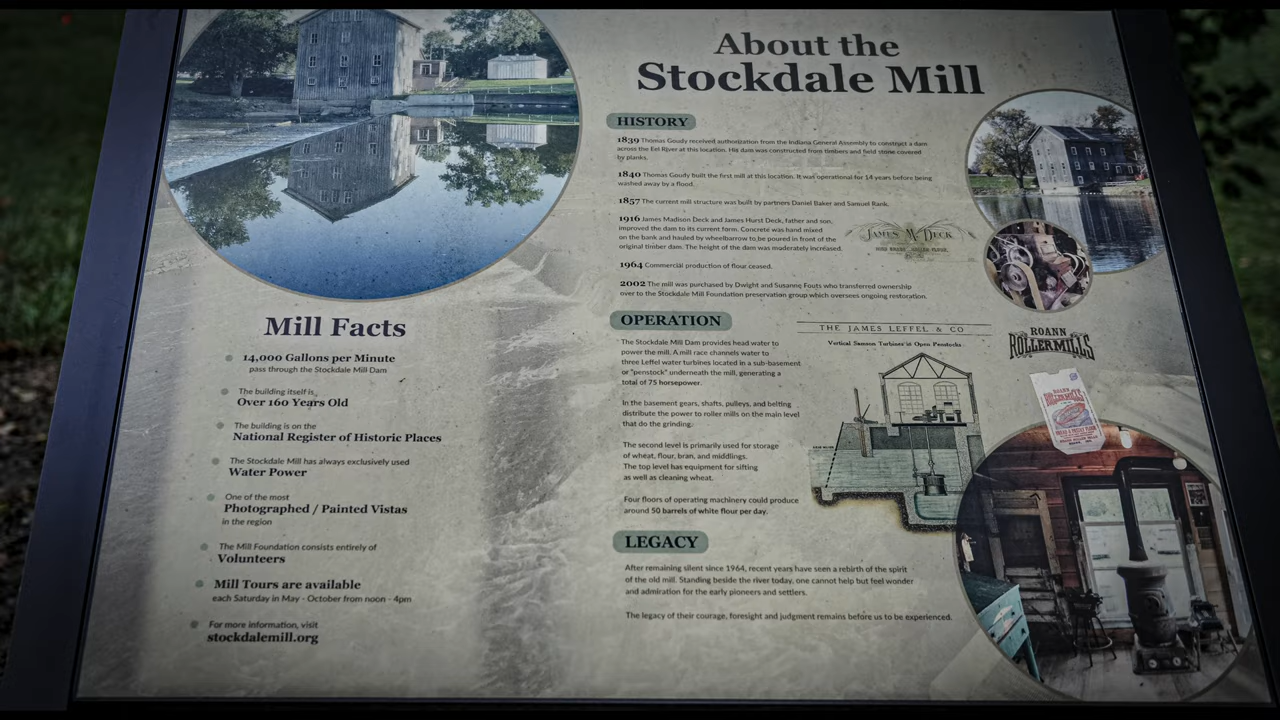 About the
Stockdale Mill
HISTORY
1839 Thomas Goudy received authorization from the Indiana General Assembly to construct a dam
across the Eel River at this location. His dam was constructed from timbers and field stone covered
by planks.
1840 Thomas Goudy built the first mill at this location. It was operational for 14 years before being
washed away by a flood.
1857 The current mill structure was built by partners Daniel Baker and Samuel Rank.
1916 James Madison Deck and James Hurst Deck, father and son,
improved the dam to its current form. Concrete was hand mixed
on the bank and hauled by wheelbarrow to be poured in front of the
original timber dam. The height of the dam was moderately increased.
JAMES M. DECK
1964 Commercial production of flour ceased.
2002 The mill was purchased by Dwight and Susanne Fouts who transferred ownership
over to the Stockdale Mill Foundation preservation group which oversees ongoing restoration.
OPERATION
The Stockdale Mill Dam provides head water to
power the mill. A mill race channels water to
three Leffel water turbines located in a sub-basement
or "penstock" underneath the mill, generating a
total of 75 horsepower.
In the basement gears, shafts, pulleys, and belting
distribute the power to roller mills on the main level
that do the grinding.
The second level is primarily used for storage
of wheat, flour, bran, and middlings.
The top level has equipment for sifting
as well as cleaning wheat.
Four floors of operating machinery could produce
around 50 barrels of white flour per day.
THE JAMES LEFFEL & CO
Vertical Samson Turbines in Open Penstocks
ROANN
ROLLER MILLS
ROANN
ROLLER MILLS
LEGACY
After remaining silent since 1964, recent years have seen a rebirth of the spirit
of the old mill. Standing beside the river today, one cannot help but feel wonder
and admiration for the early pioneers and settlers.
The legacy of their courage, foresight and judgment remains before us to be experienced.
Mill Facts
14,000 Gallons per Minute
pass through the Stockdale Mill Dam
The building itself is
Over 160 Years Old
The building is on the
National Register of Historic Places
The Stockdale Mill has always exclusively used
Water Power
One of the most
Photographed / Painted Vistas
in the region
The Mill Foundation consists entirely of
Volunteers
Mill Tours are available
each Saturday in May - October from noon - 4pm
For more information, visit
stockdalemill.org